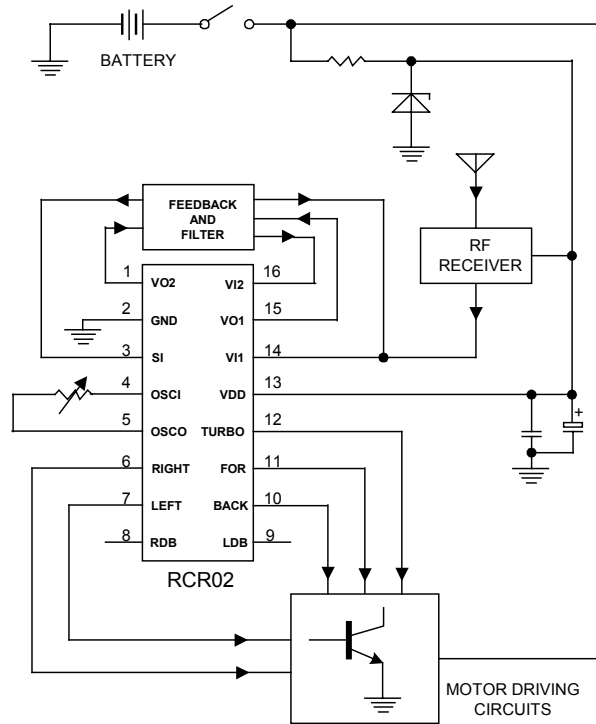 BATTERY
FEEDBACK
AND
FILTER
RF
RECEIVER
1 VO2 VI2 16
2 GND VO1 15
3 SI VI1 14
4 OSCI VDD 13
5 OSCO TURBO 12
6 RIGHT FOR 11
7 LEFT BACK 10
8 RDB LDB 9
+
RCR02
MOTOR DRIVING
CIRCUITS